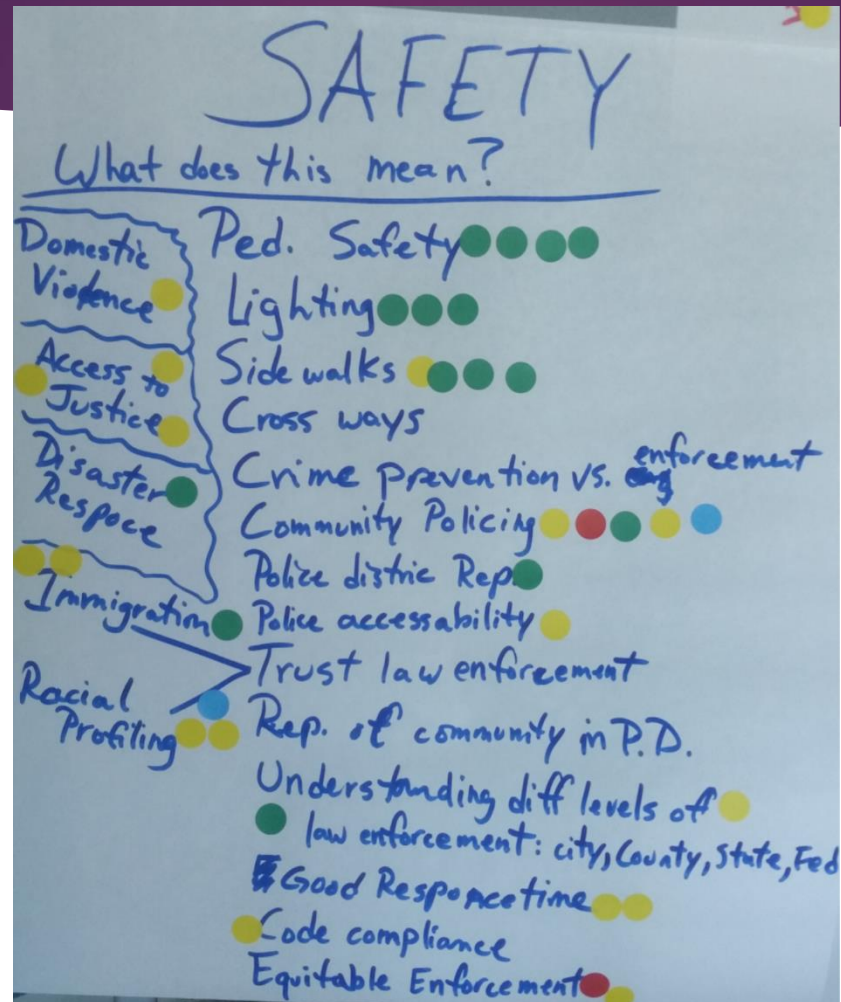 SAFETY
What does this mean?
Domestic
Violence
Access to
Justice
Disaster
Respoce
Immigration
Racial
Profiling
Ped. Safety
Lighting
Side walks
Cross ways
Crime prevention vs. enforcement
Community Policing
Police distric Rep
Police accessability
Trust law enforcement
Rep. of community in P.D.
Understanding diff levels of
law enforcement: city, County, State, Fed
Good Responce time
Code compliance
Equitable Enforcement